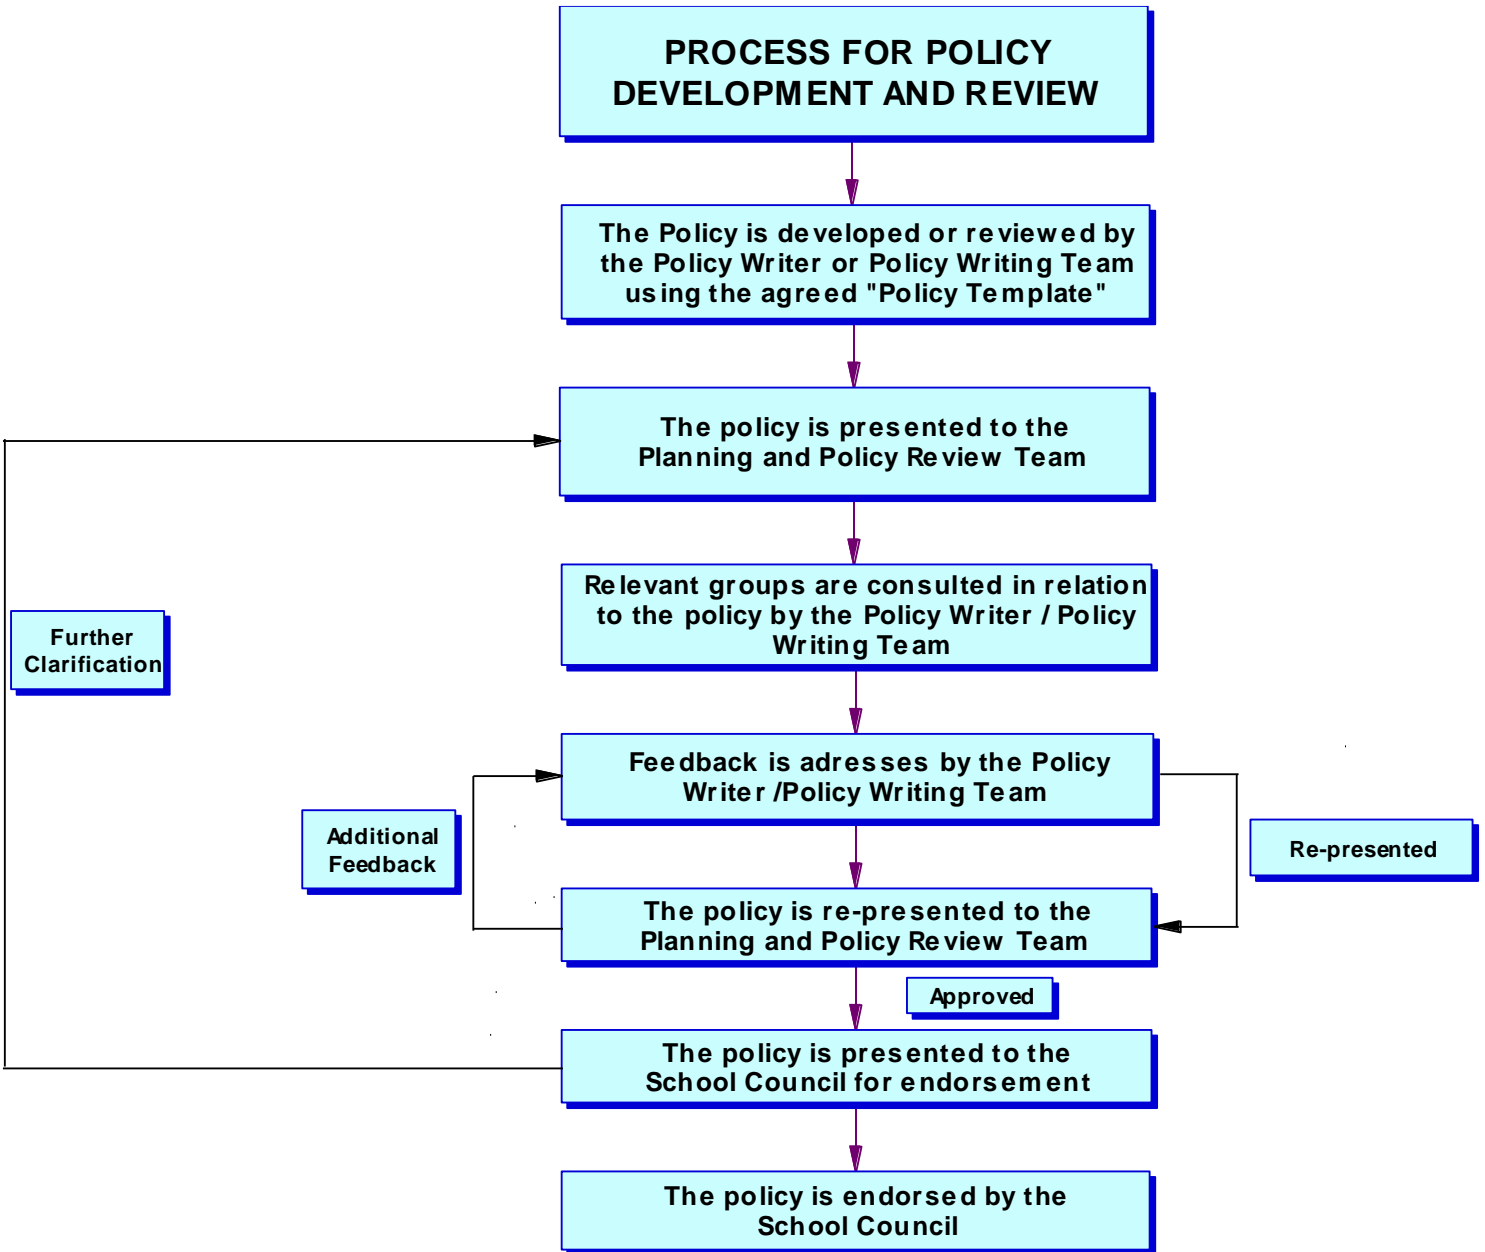 PROCESS FOR POLICY
DEVELOPMENT AND REVIEW
The Policy is developed or reviewed by
the Policy Writer or Policy Writing Team
using the agreed "Policy Template"
The policy is presented to the
Planning and Policy Review Team
Relevant groups are consulted in relation
to the policy by the Policy Writer / Policy
Writing Team
Further
Clarification
Feedback is adresses by the Policy
Writer /Policy Writing Team
Additional
Feedback
Re-presented
The policy is re-presented to the
Planning and Policy Review Team
Approved
The policy is presented to the
School Council for endorsement
The policy is endorsed by the
School Council